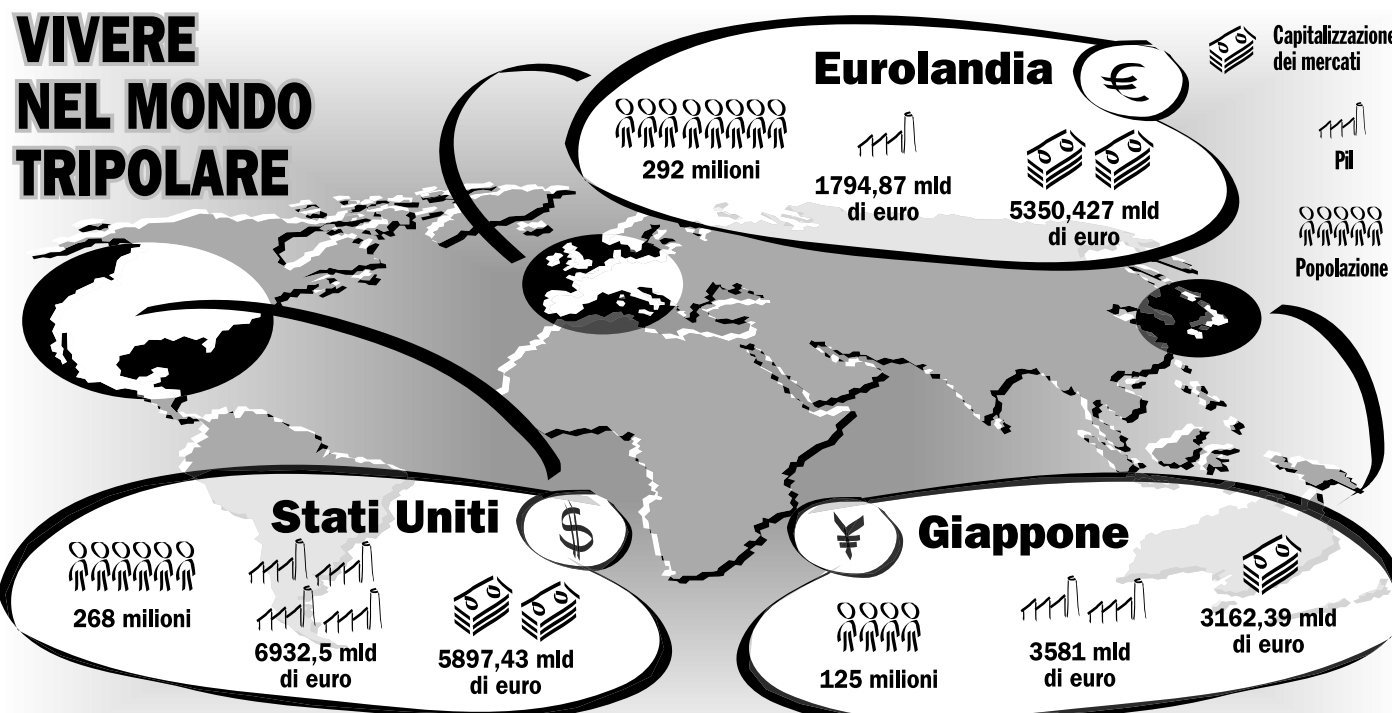 VIVERE
NEL MONDO
TRIPOLARE
Eurolandia
€
292 milioni
1794,87 mld
di euro
5350,427 mld
di euro
Capitalizzazione
dei mercati
Pil
Popolazione
Stati Uniti
$
268 milioni
6932,5 mld
di euro
5897,43 mld
di euro
¥
Giappone
125 milioni
3581 mld
di euro
3162,39 mld
di euro